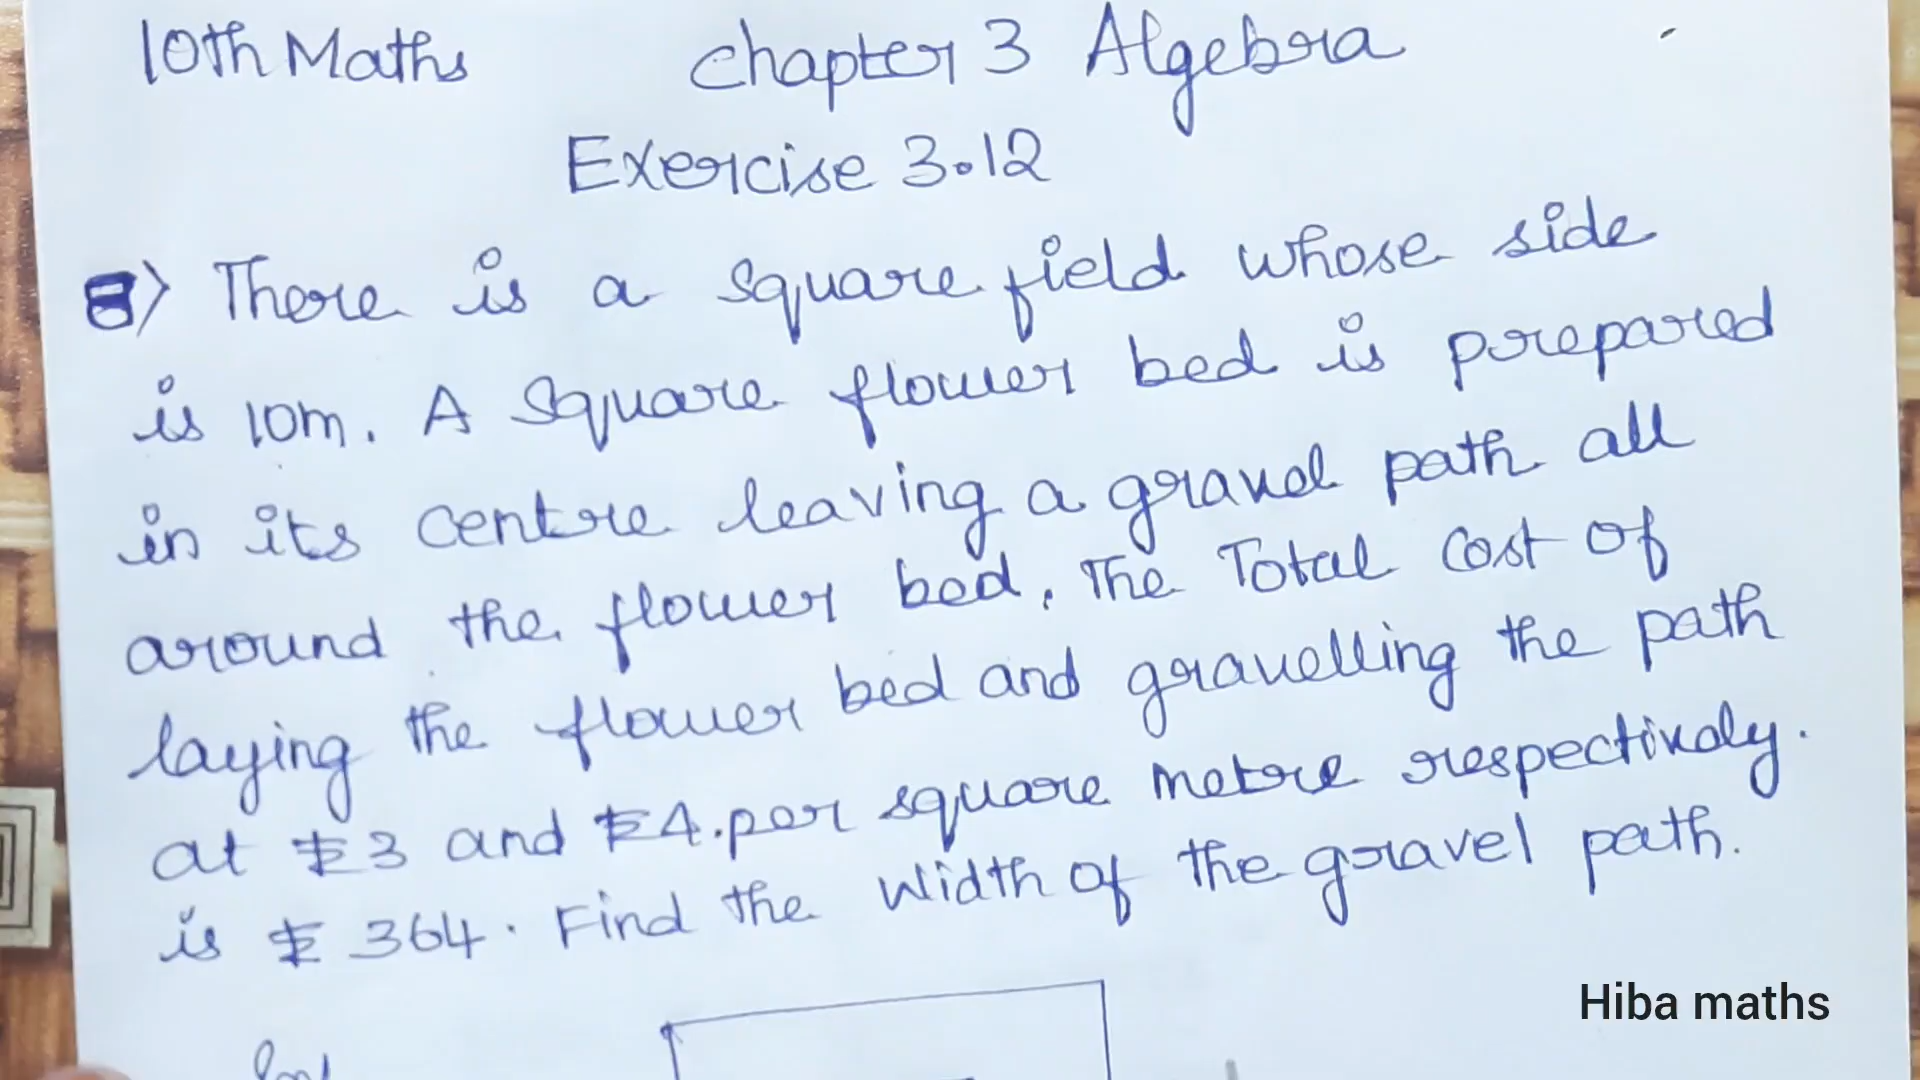 10th Maths chapter 3 Algebra
Exercise 3.12
8) There is a square field whose side
is 10m. A Square flower bed is prepared
in its centre leaving a gravel path all
around the flower bed. The Total cost of
laying the flower bed and gravelling the path
at ₹3 and ₹4.per square metre respectively.
is ₹ 364. Find the width of the gravel path.
Hiba maths